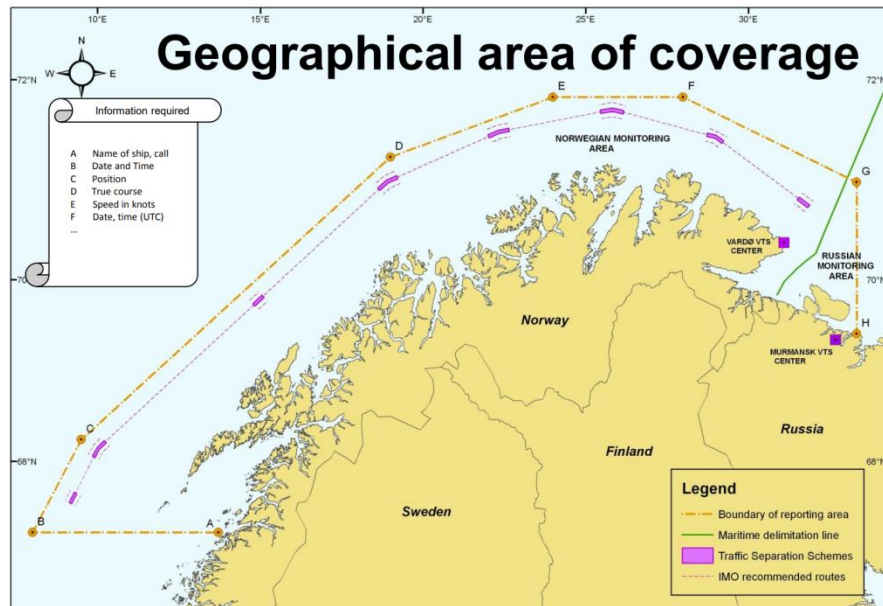 10°E 15°E 20°E 25°E 30°E
Geographical area of coverage
N
W E
S
72°N
72°N
Information required
A Name of ship, call
B Date and Time
C Position
D True course
E Speed in knots
F Date, time (UTC)
...
E
F
D
NORWEGIAN MONITORING
AREA
G
VARDØ VTS
CENTER
RUSSIAN
MONITORING
AREA
70°N
70°N
Norway
H
MURMANSK VTS
CENTER
Russia
C
Finland
68°N
68°N
Sweden
B
A
Legend
Boundary of reporting area
Maritime delimitation line
Traffic Separation Schemes
IMO recommended routes